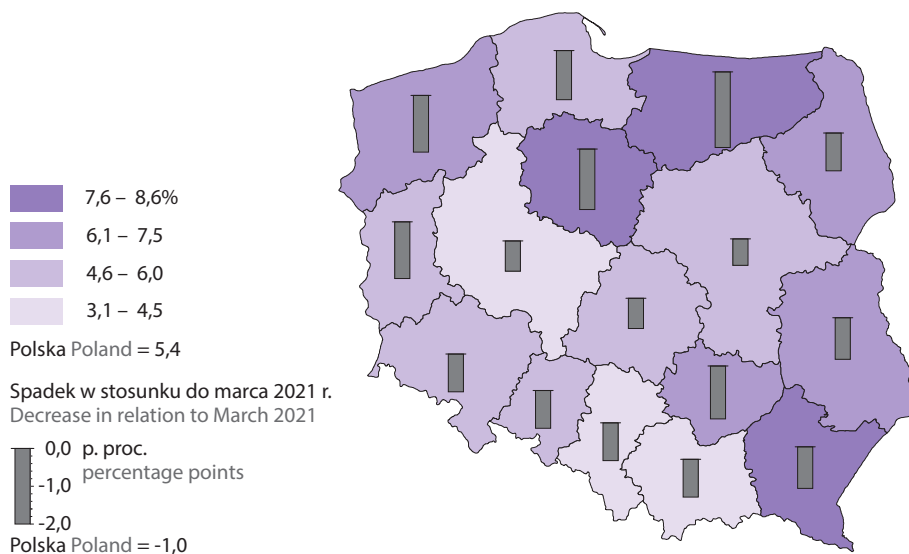 7,6 – 8,6%
6,1 – 7,5
4,6 – 6,0
3,1 – 4,5
Polska Poland = 5,4
Spadek w stosunku do marca 2021 r.
Decrease in relation to March 2021
0,0 p. proc.
percentage points
-1,0
-2,0
Polska Poland = -1,0